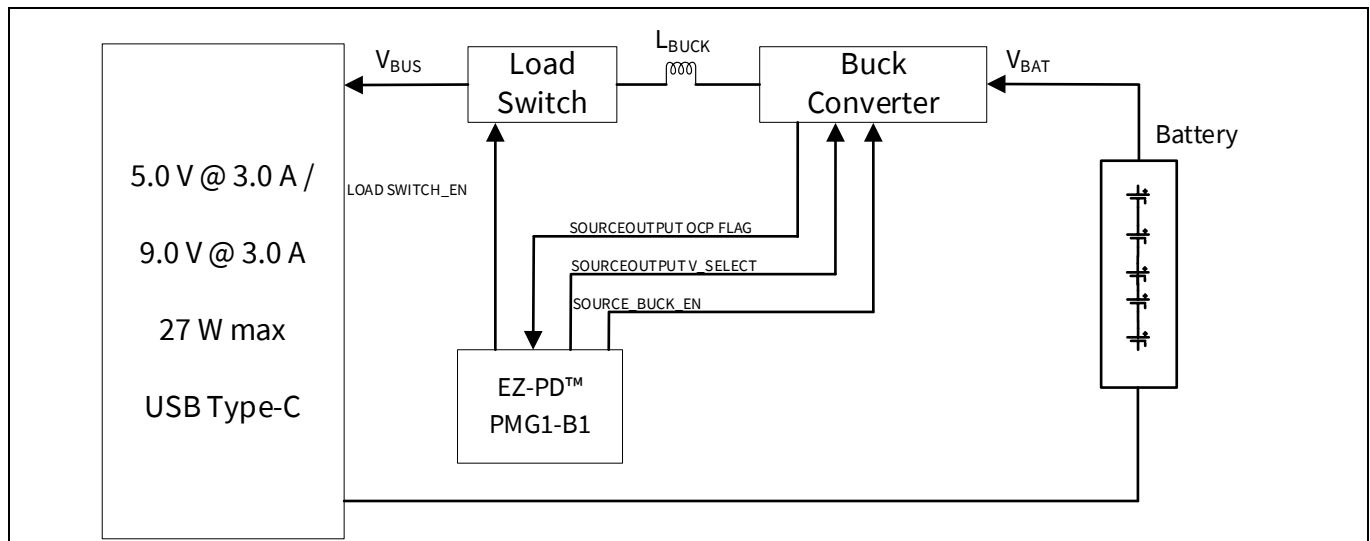 5.0 V @ 3.0 A /
9.0 V @ 3.0 A
27 W max
USB Type-C
VBUS
Load
Switch
LBUCK
Buck
Converter
VBAT
Battery
LOAD SWITCH_EN
SOURCEOUTPUT OCP FLAG
SOURCEOUTPUT V_SELECT
SOURCE_BUCK_EN
EZ-PD™
PMG1-B1